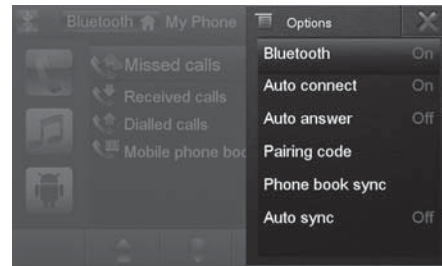 Bluetooth My Phone
Missed calls
Received calls
Dialled calls
Mobile phone boo
Options
Bluetooth On
Auto connect On
Auto answer Off
Pairing code
Phone book sync
Auto sync Off